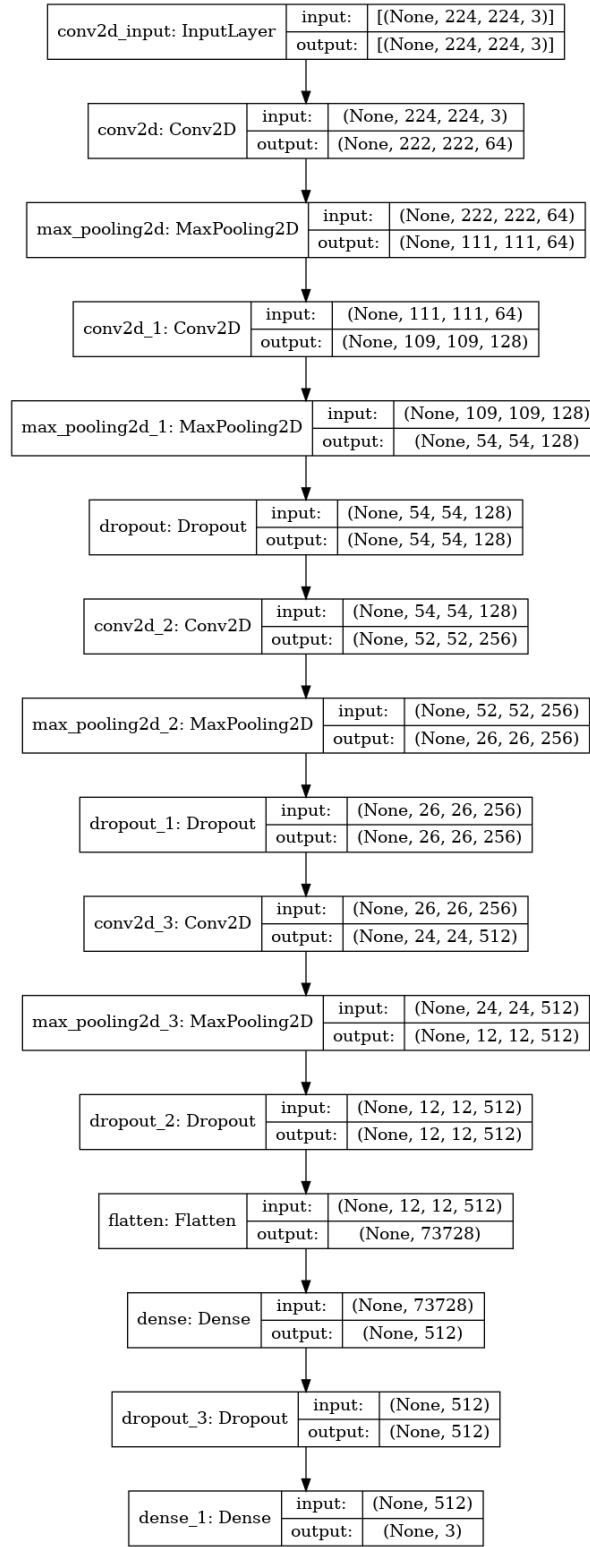 conv2d_input: InputLayer
input: [(None, 224, 224, 3)]
output: [(None, 224, 224, 3)]
conv2d: Conv2D
input: (None, 224, 224, 3)
output: (None, 222, 222, 64)
max_pooling2d: MaxPooling2D
input: (None, 222, 222, 64)
output: (None, 111, 111, 64)
conv2d_1: Conv2D
input: (None, 111, 111, 64)
output: (None, 109, 109, 128)
max_pooling2d_1: MaxPooling2D
input: (None, 109, 109, 128)
output: (None, 54, 54, 128)
dropout: Dropout
input: (None, 54, 54, 128)
output: (None, 54, 54, 128)
conv2d_2: Conv2D
input: (None, 54, 54, 128)
output: (None, 52, 52, 256)
max_pooling2d_2: MaxPooling2D
input: (None, 52, 52, 256)
output: (None, 26, 26, 256)
dropout_1: Dropout
input: (None, 26, 26, 256)
output: (None, 26, 26, 256)
conv2d_3: Conv2D
input: (None, 26, 26, 256)
output: (None, 24, 24, 512)
max_pooling2d_3: MaxPooling2D
input: (None, 24, 24, 512)
output: (None, 12, 12, 512)
dropout_2: Dropout
input: (None, 12, 12, 512)
output: (None, 12, 12, 512)
flatten: Flatten
input: (None, 12, 12, 512)
output: (None, 73728)
dense: Dense
input: (None, 73728)
output: (None, 512)
dropout_3: Dropout
input: (None, 512)
output: (None, 512)
dense_1: Dense
input: (None, 512)
output: (None, 3)